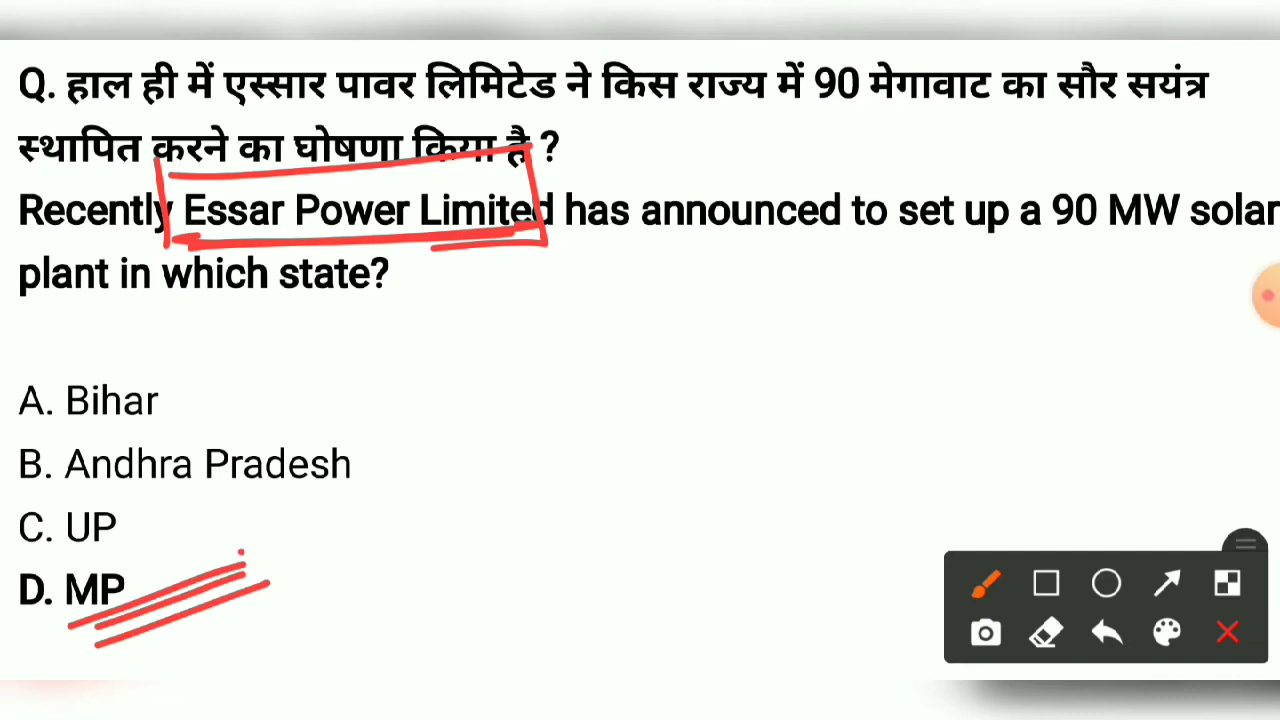 Q. हाल ही में एस्सार पावर लिमिटेड ने किस राज्य में 90 मेगावाट का सौर सयंत्र
स्थापित करने का घोषणा किया है ?
Recently Essar Power Limited has announced to set up a 90 MW solar
plant in which state?
A. Bihar
B. Andhra Pradesh
C. UP
D. MP